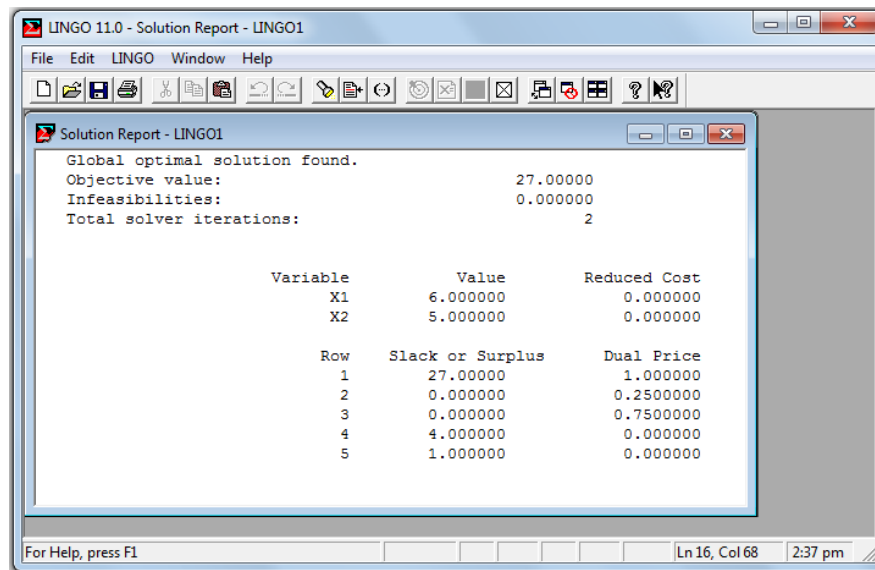 LINGO 11.0 - Solution Report - LINGO1
File Edit LINGO Window Help
Solution Report - LINGO1
Global optimal solution found.
Objective value: 27.00000
Infeasibilities: 0.000000
Total solver iterations: 2
Variable Value Reduced Cost
X1 6.000000 0.000000
X2 5.000000 0.000000
Row Slack or Surplus Dual Price
1 27.00000 1.000000
2 0.000000 0.2500000
3 0.000000 0.7500000
4 4.000000 0.000000
5 1.000000 0.000000
For Help, press F1 Ln 16, Col 68 2:37 pm